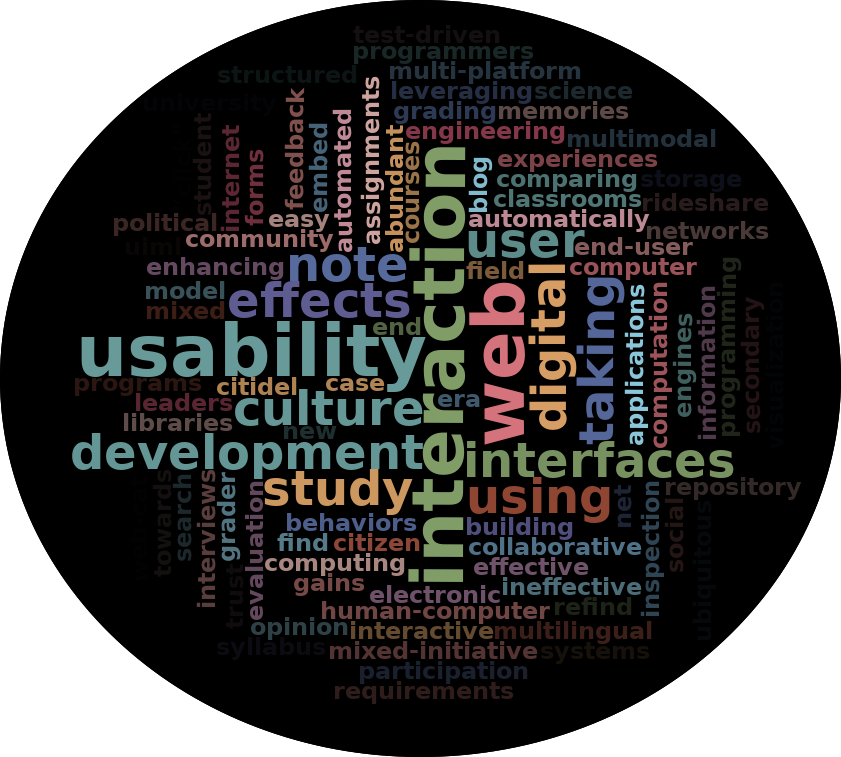 test-driven
programmers
multi-platform
structured
leveraging science
university
grading memories
engineering
multimodal
student
internet
forms
feedback
embed
automated
assignments
abundant
courses
interaction
blog
experiences
comparing storage
classrooms rideshare
automatically
political easy
networks
community user
uiml
end-user
enhancing note
field computer
model effects
mixed
web
digital
taking
applications
computation
engines
information
programming
secondary
visualization
end
usability
programs citidel case
leaders culture era
libraries new
development interfaces
towards
search
interviews
grader
evaluation
trust
study using
net
inspection
social
repository
ubiquitous
behaviors building
find citizen collaborative
computing effective
gains electronic ineffective
human-computer refind
opinion interactive multilingual
syllabus mixed-initiative systems
participation
requirements